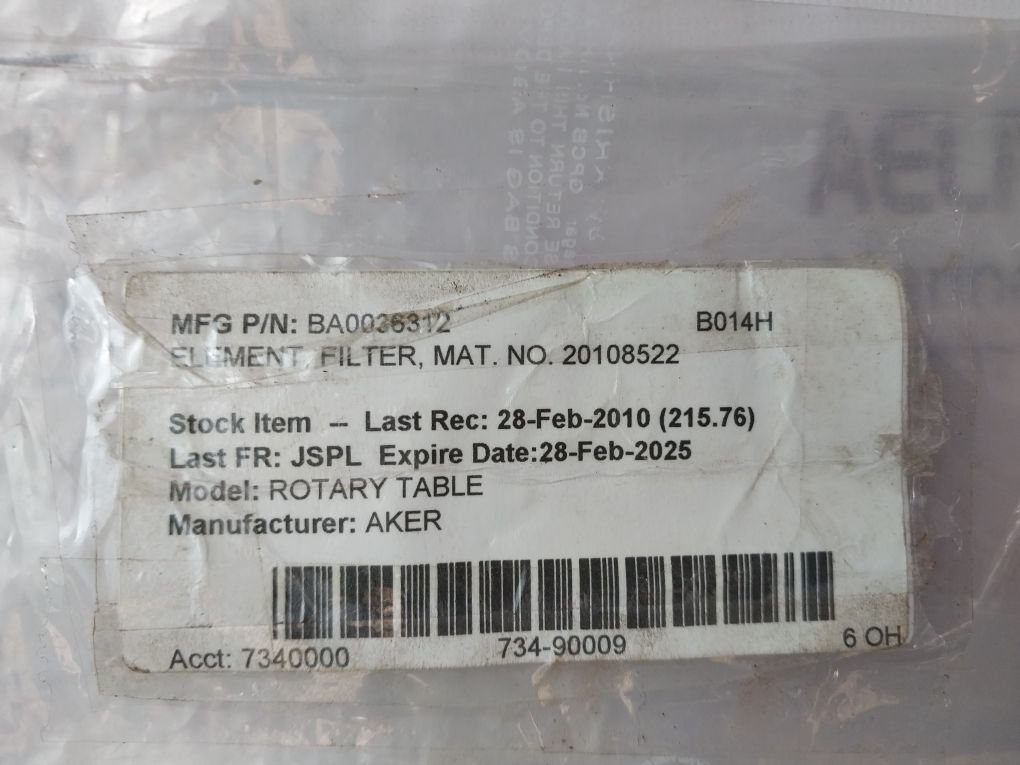 MFG P/N: BA0036312 B014H
ELEMENT, FILTER, MAT. NO. 20108522
Stock Item -- Last Rec: 28-Feb-2010 (215.76)
Last FR: JSPL Expire Date:28-Feb-2025
Model: ROTARY TABLE
Manufacturer: AKER
734-90009
Acct: 7340000 6 OH